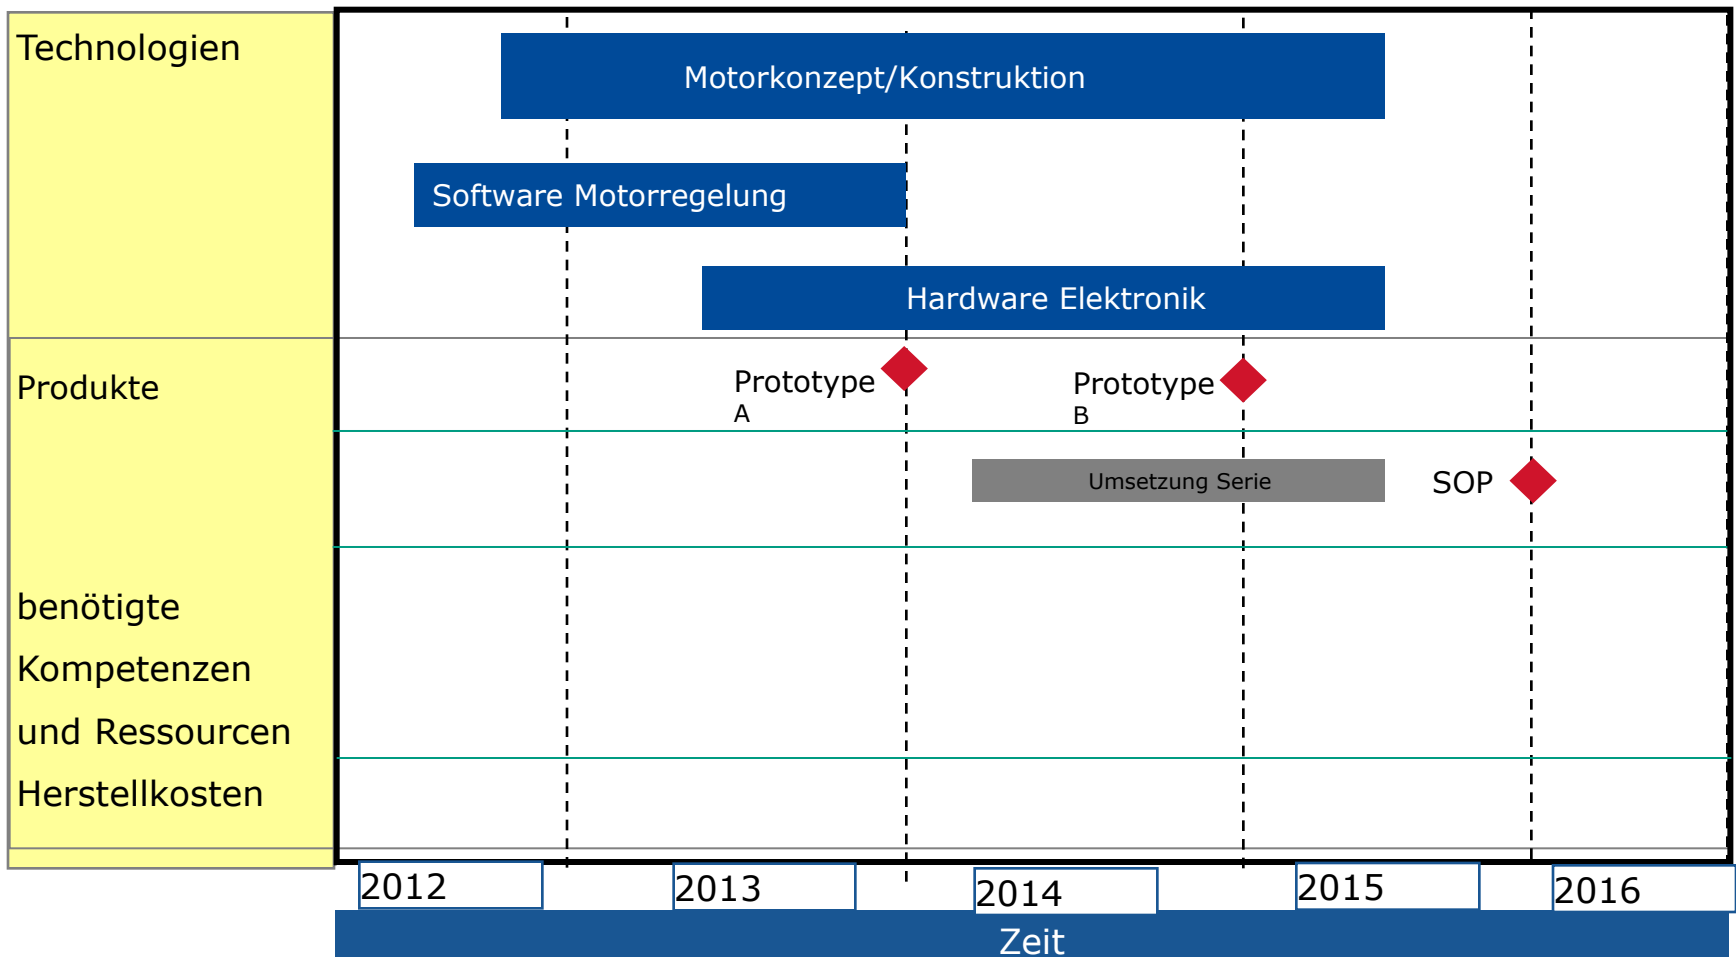 Technologien
Motorkonzept/Konstruktion
Software Motorregelung
Hardware Elektronik
Produkte
Prototype
A
Prototype
B
Umsetzung Serie
SOP
benötigte
Kompetenzen
und Ressourcen
Herstellkosten
2012
2013
2014
2015
2016
Zeit